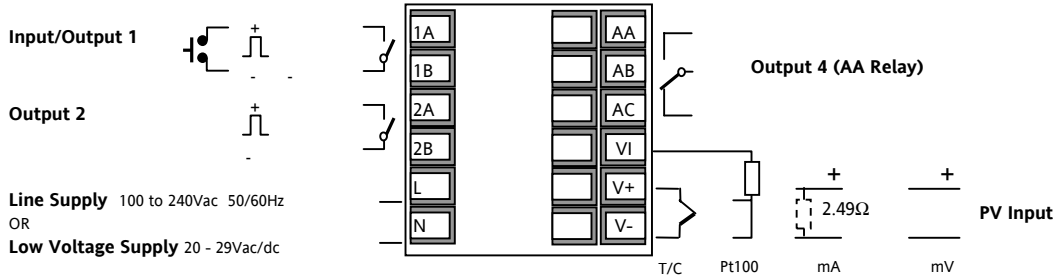 Input/Output 1
+
- -
Output 2
+
-
Line Supply 100 to 240Vac 50/60Hz
OR
Low Voltage Supply 20 - 29Vac/dc
1A
1B
2A
2B
L
N
AA
AB
AC
VI
V+
V-
Output 4 (AA Relay)
+ +
2.49Ω
PV Input
T/C Pt100 mA mV